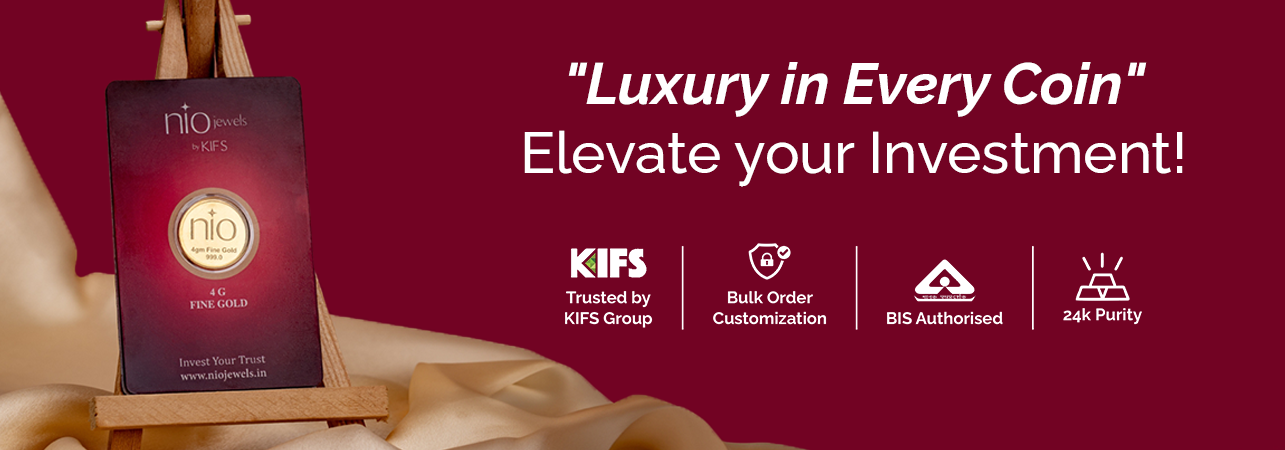 nio jewels
by KIFS
nio
4gm Fine Gold
999.0
4 G
FINE GOLD
Invest Your Trust
www.niojewels.in
"Luxury in Every Coin"
Elevate your Investment!
KIFS
Trusted by
KIFS Group
Bulk Order
Customization
BIS Authorised
24k Purity